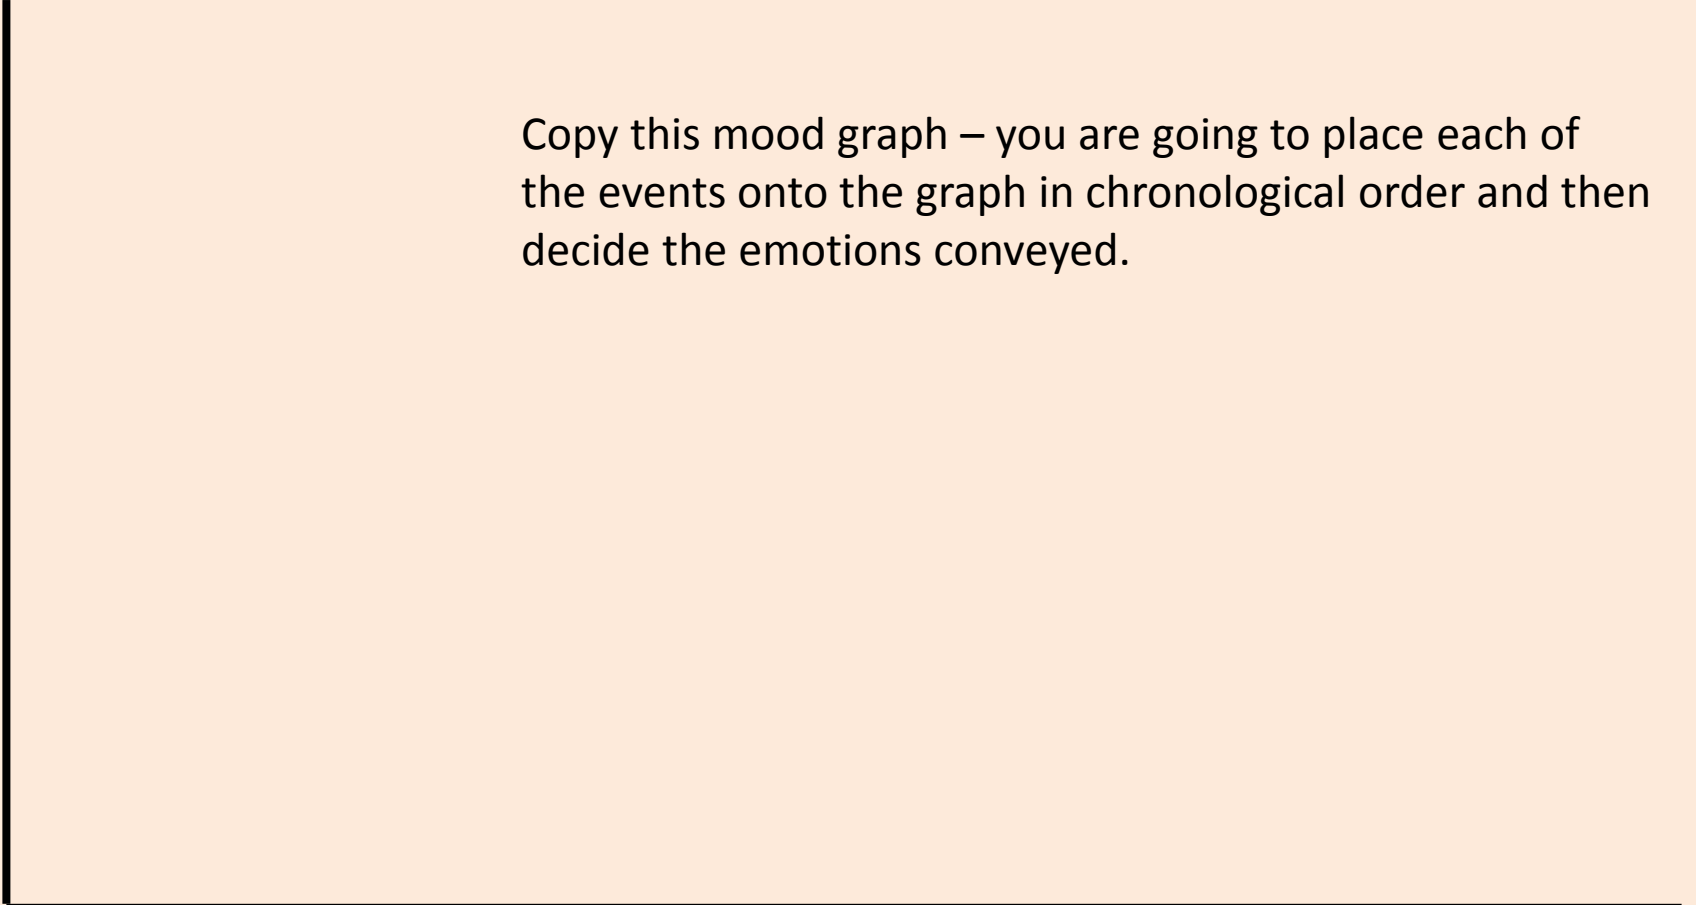 Copy this mood graph – you are going to place each of
the events onto the graph in chronological order and then
decide the emotions conveyed.